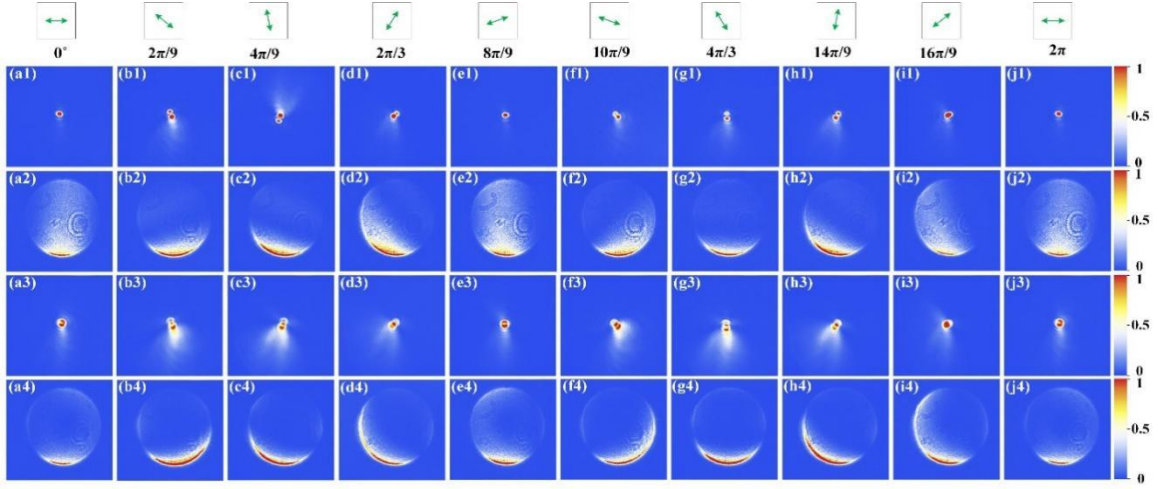 0° 2π/9 4π/9 2π/3 8π/9 10π/9 4π/3 14π/9 16π/9 2π
(a1) (b1) (c1) (d1) (e1) (f1) (g1) (h1) (i1) (j1) 1
0.5
0
(a2) (b2) (c2) (d2) (e2) (f2) (g2) (h2) (i2) (j2) 1
0.5
0
(a3) (b3) (c3) (d3) (e3) (f3) (g3) (h3) (i3) (j3) 1
0.5
0
(a4) (b4) (c4) (d4) (e4) (f4) (g4) (h4) (i4) (j4) 1
0.5
0